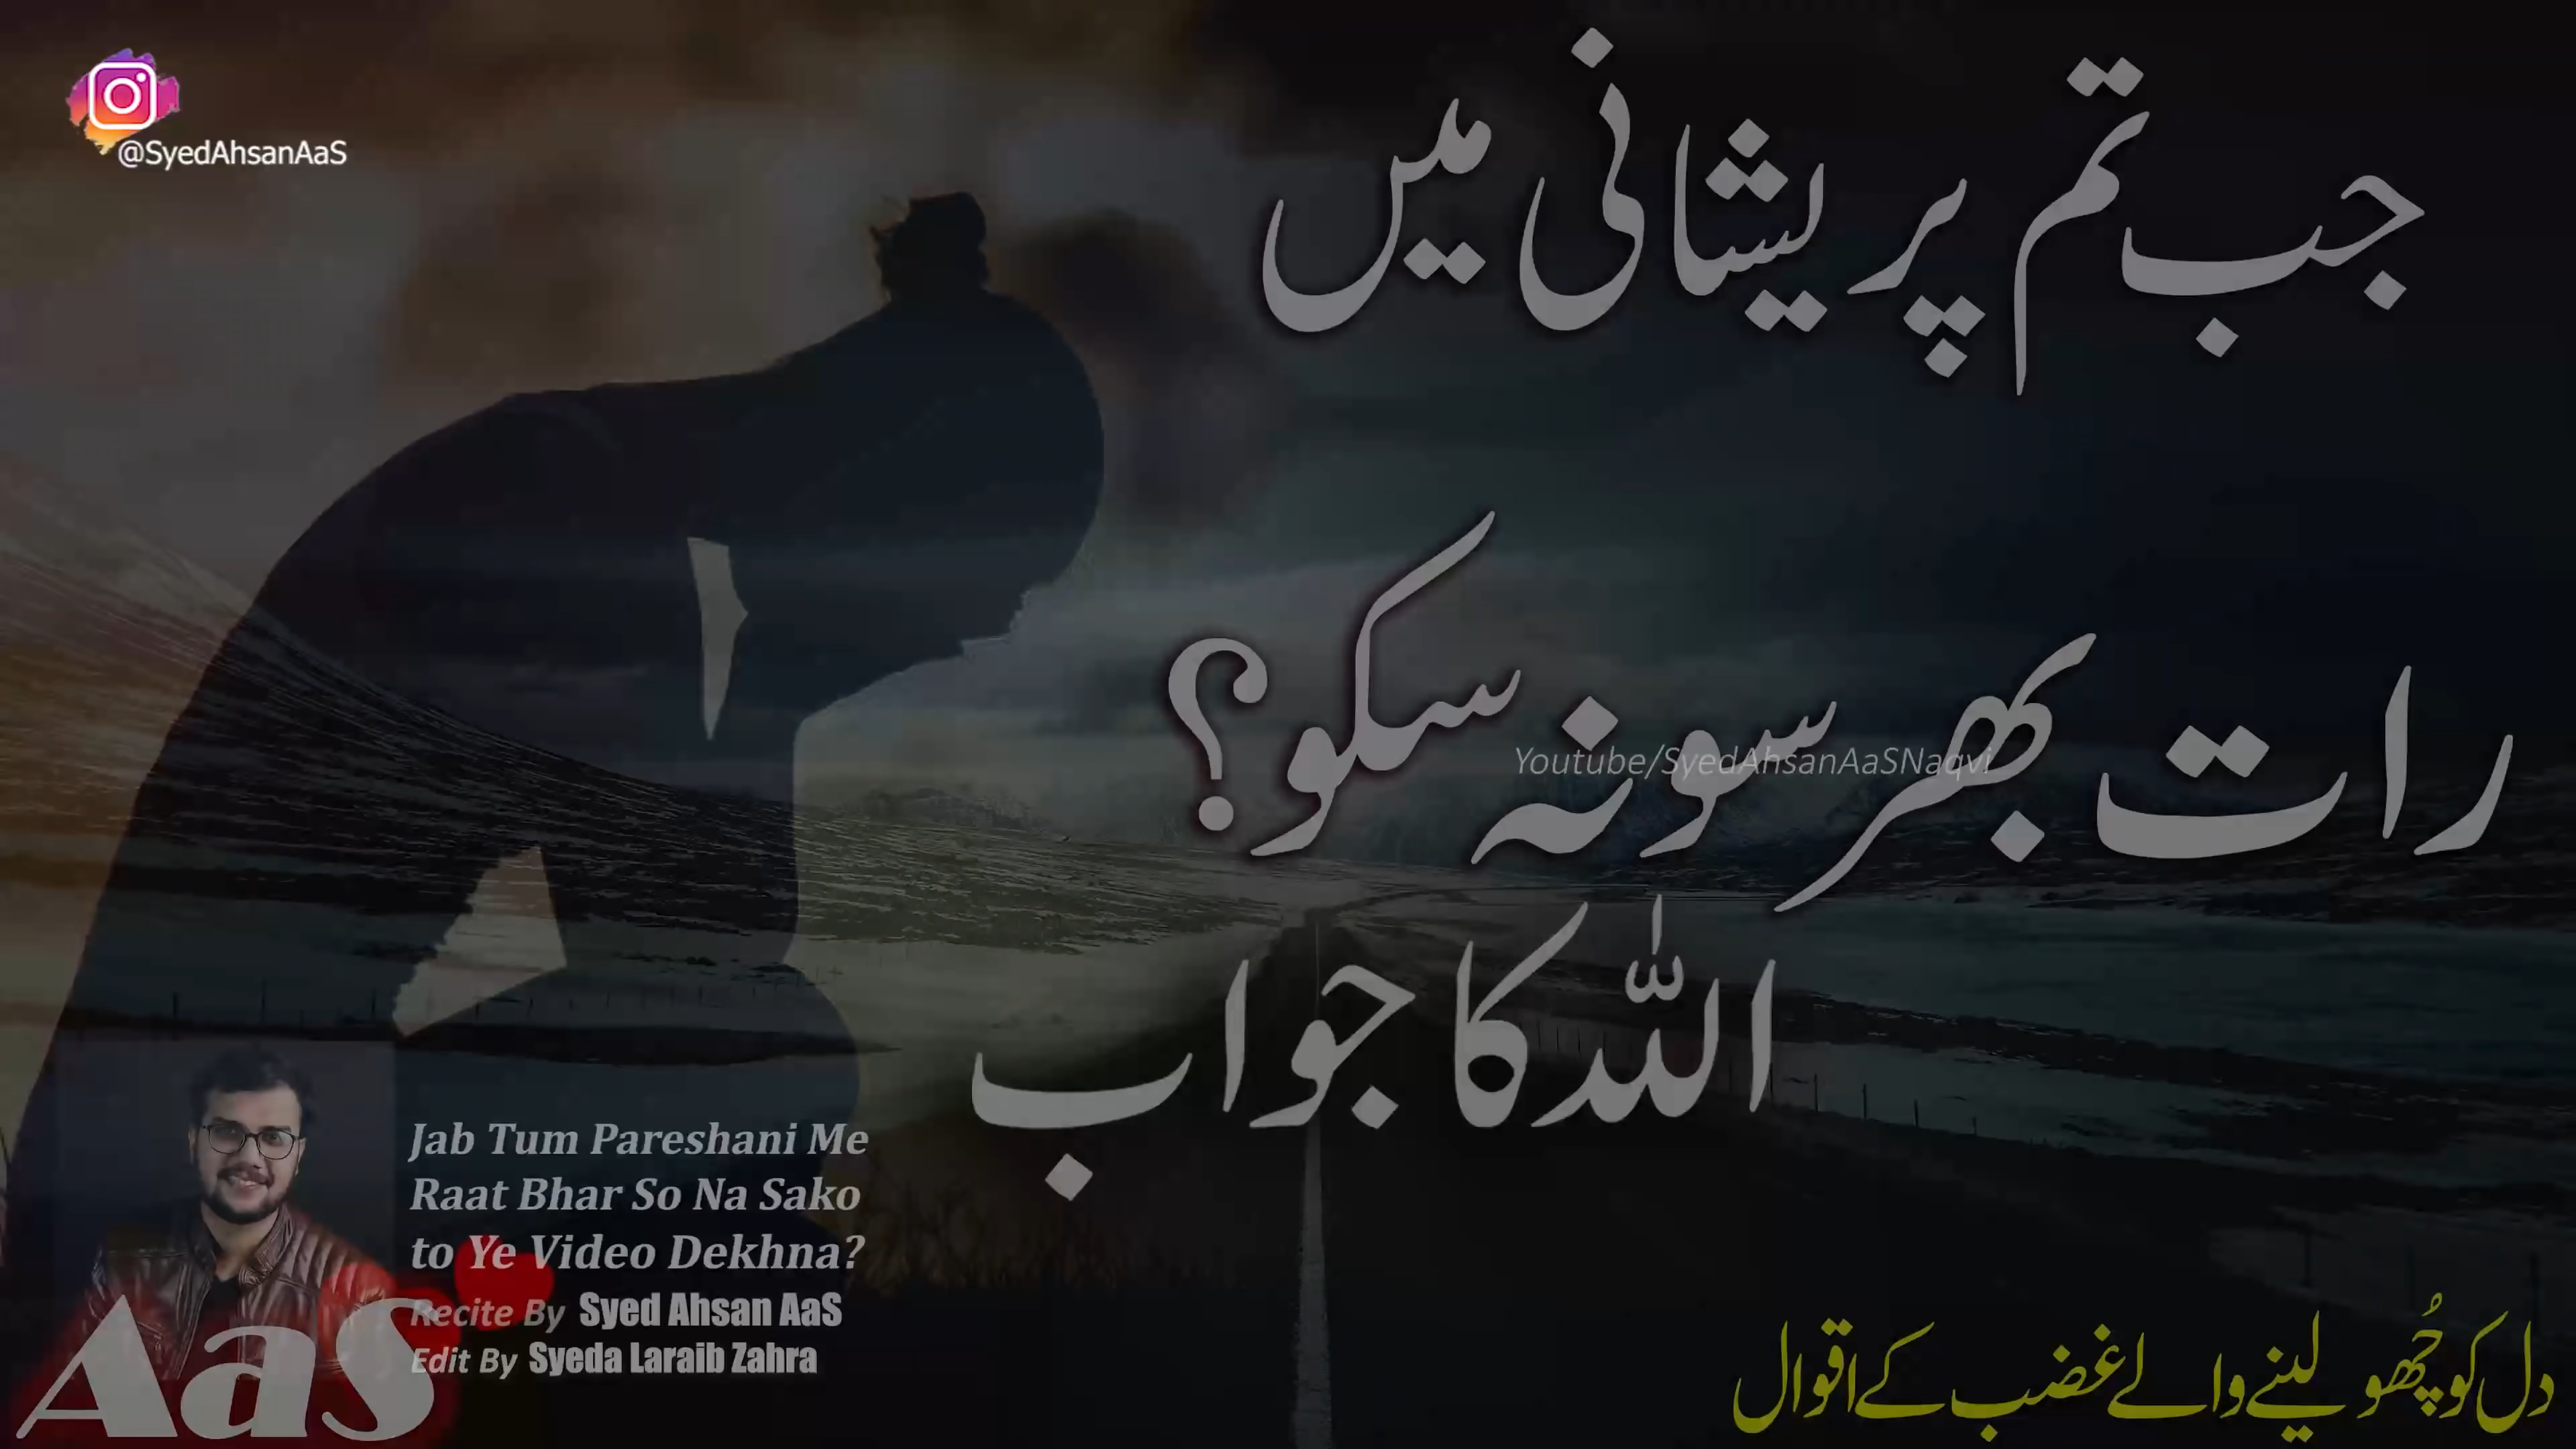 @SyedAhsanAaS
جب تم پریشانی میں
رات بھر سو نہ سکو؟
Youtube/SyedAhsanAaSNaqvi
اللہ کا جواب
Jab Tum Pareshani Me
Raat Bhar So Na Sako
to Ye Video Dekhna?
Recite By Syed Ahsan AaS
Edit By Syeda Laraib Zahra
AaS
دل کو چُھو لینے والے غضب کے اقوال